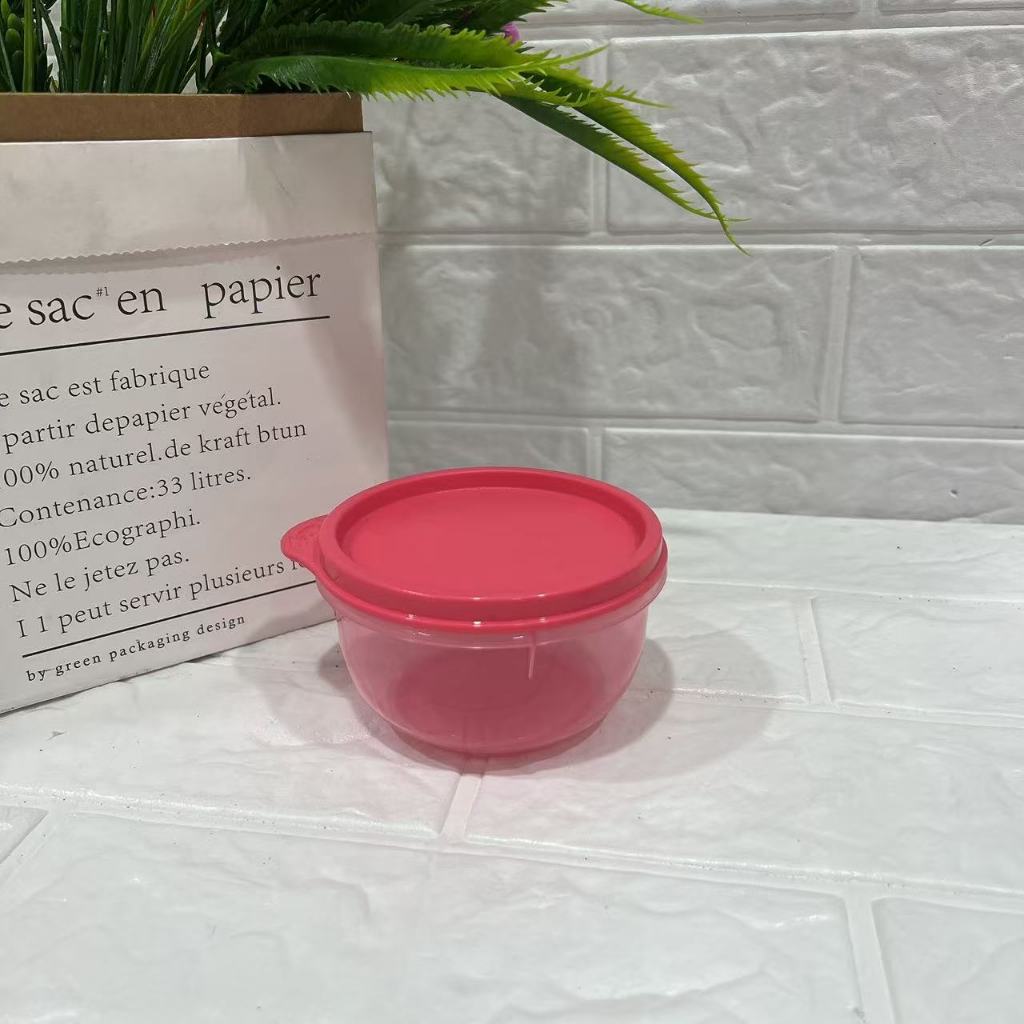 e sac #1 en papier
e sac est fabrique
partir depapier végétal.
00% naturel.de kraft btun
Contenance:33 litres.
100%Ecographi.
Ne le jetez pas.
I 1 peut servir plusieurs
by green packaging design